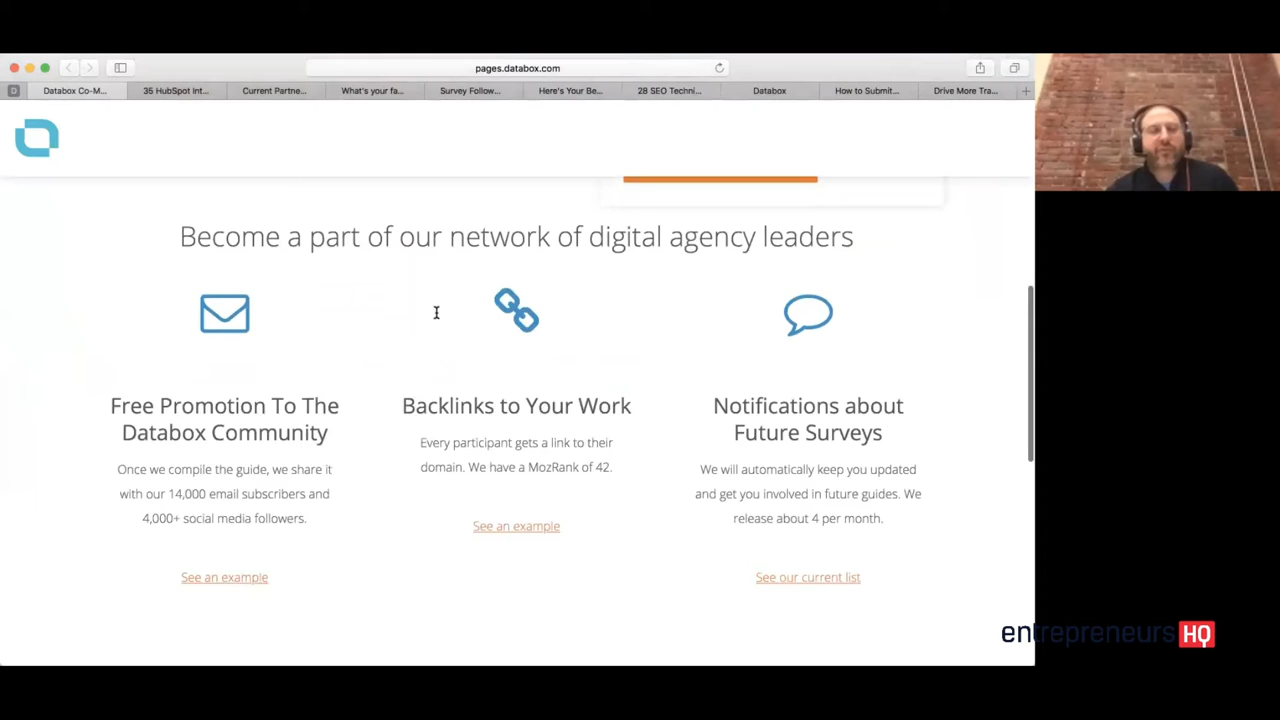 pages.databox.com
Databox Co-M...
35 HubSpot Int...
Current Partne...
What's your fa...
Survey Follow...
Here's Your Be...
28 SEO Techni...
Databox
How to Submit...
Drive More Tra...
Become a part of our network of digital agency leaders
Free Promotion To The
Databox Community
Once we compile the guide, we share it
with our 14,000 email subscribers and
4,000+ social media followers.
See an example
Backlinks to Your Work
Every participant gets a link to their
domain. We have a MozRank of 42.
See an example
Notifications about
Future Surveys
We will automatically keep you updated
and get you involved in future guides. We
release about 4 per month.
See our current list
entrepreneurs HQ